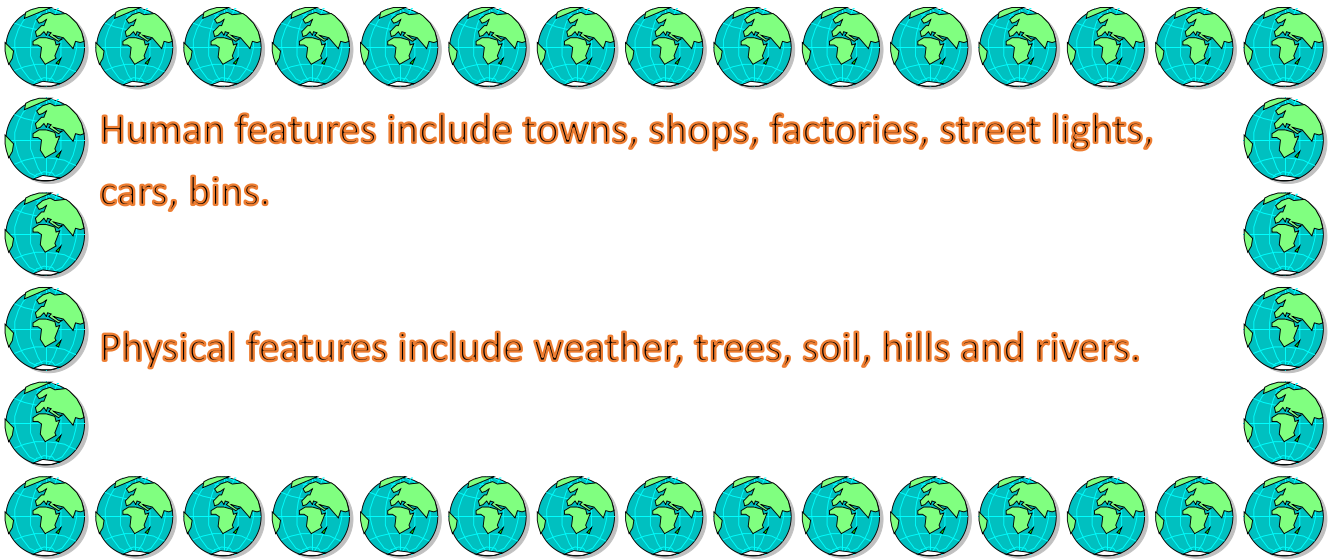 Human features include towns, shops, factories, street lights,
cars, bins.
Physical features include weather, trees, soil, hills and rivers.